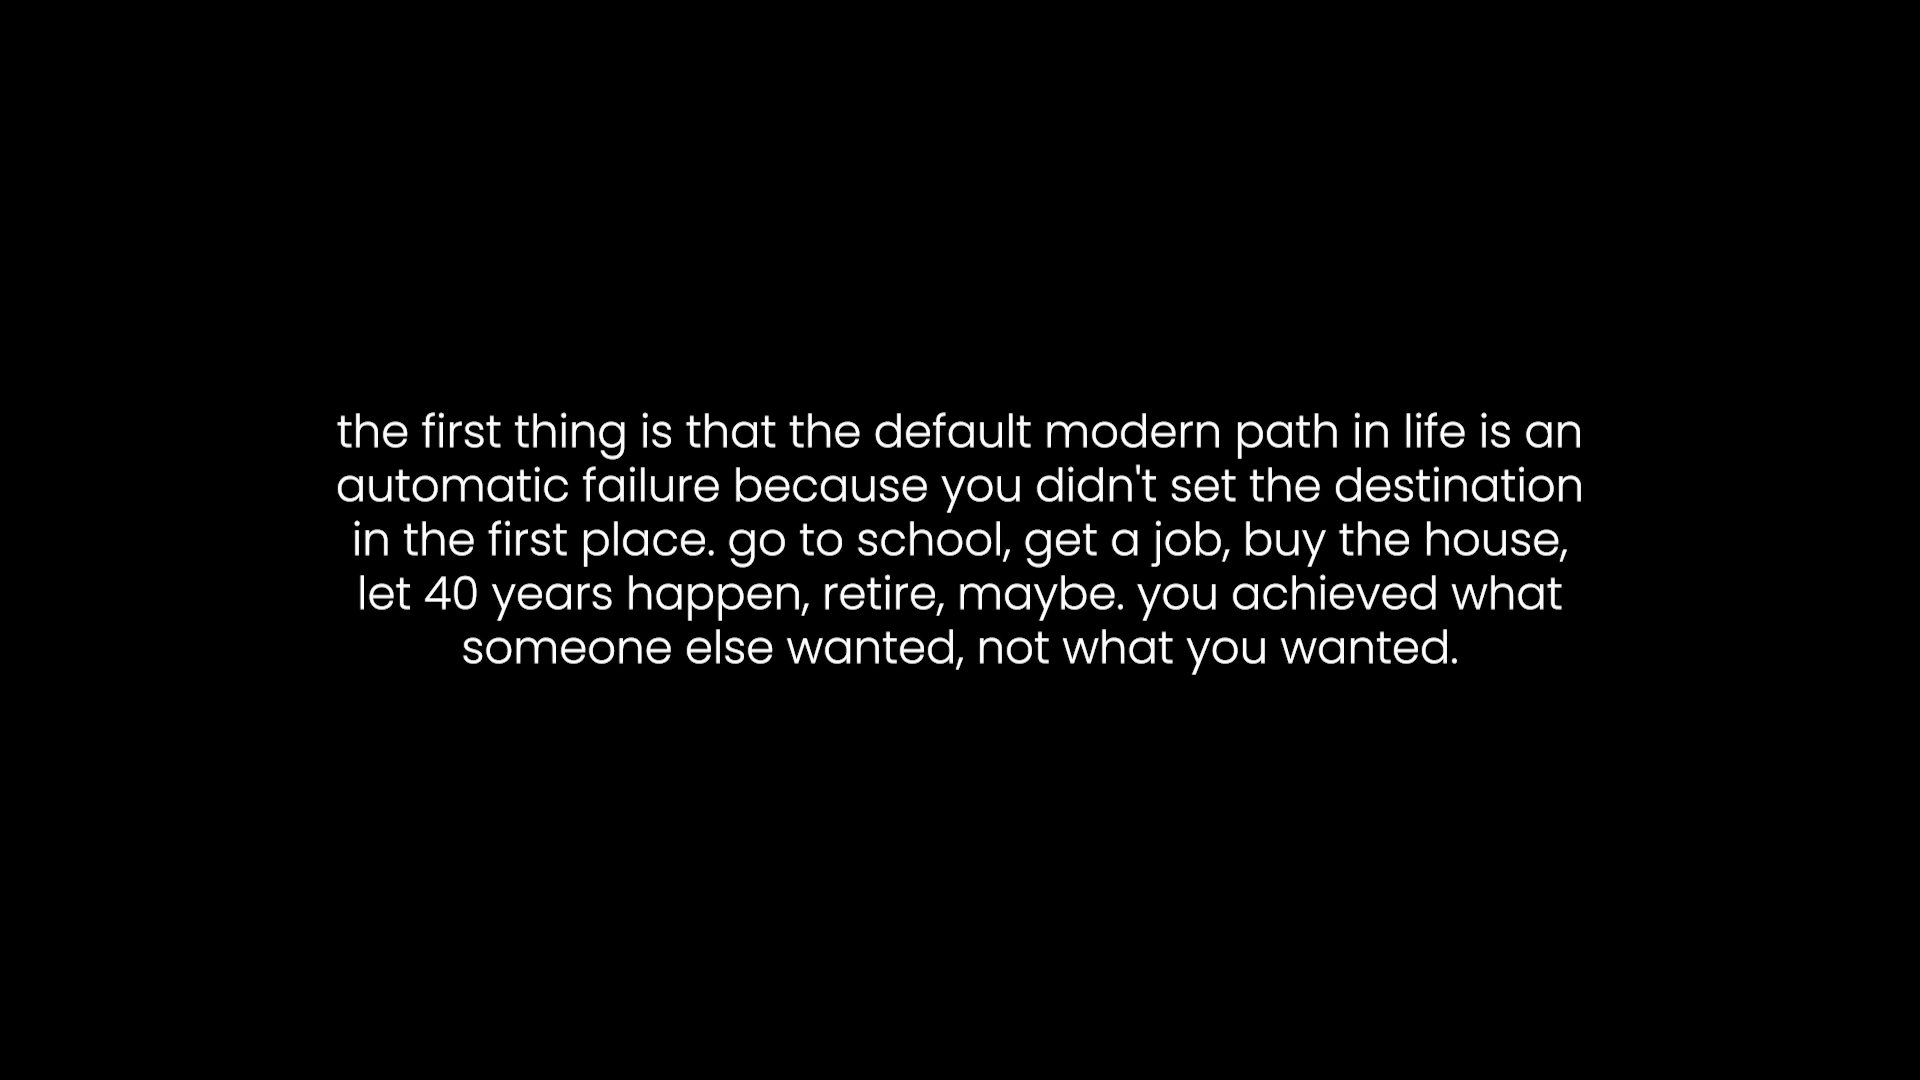 the first thing is that the default modern path in life is an
automatic failure because you didn't set the destination
in the first place. go to school, get a job, buy the house,
let 40 years happen, retire, maybe. you achieved what
someone else wanted, not what you wanted.